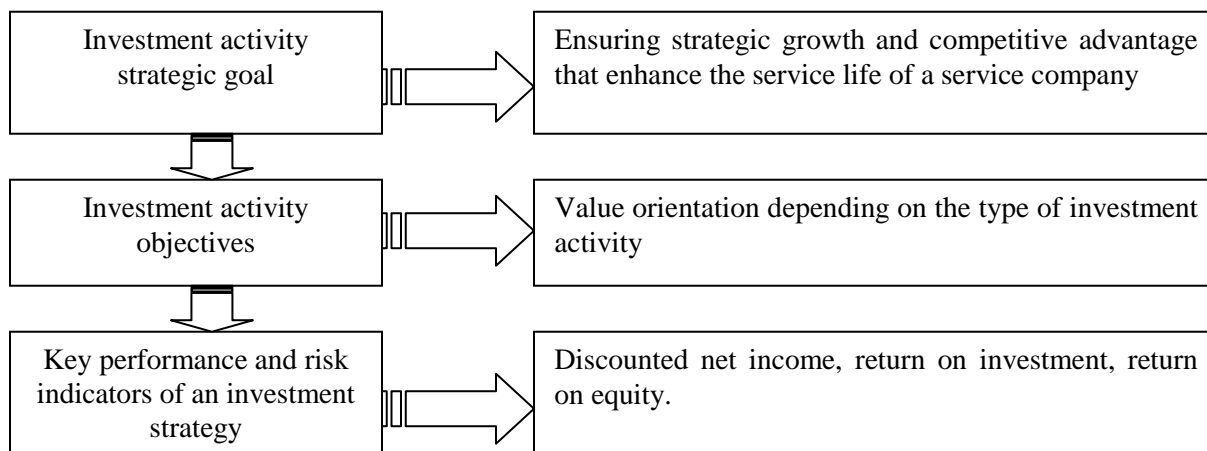 Investment activity
strategic goal
Ensuring strategic growth and competitive advantage
that enhance the service life of a service company
Investment activity
objectives
Value orientation depending on the type of investment
activity
Key performance and risk
indicators of an investment
strategy
Discounted net income, return on investment, return
on equity.